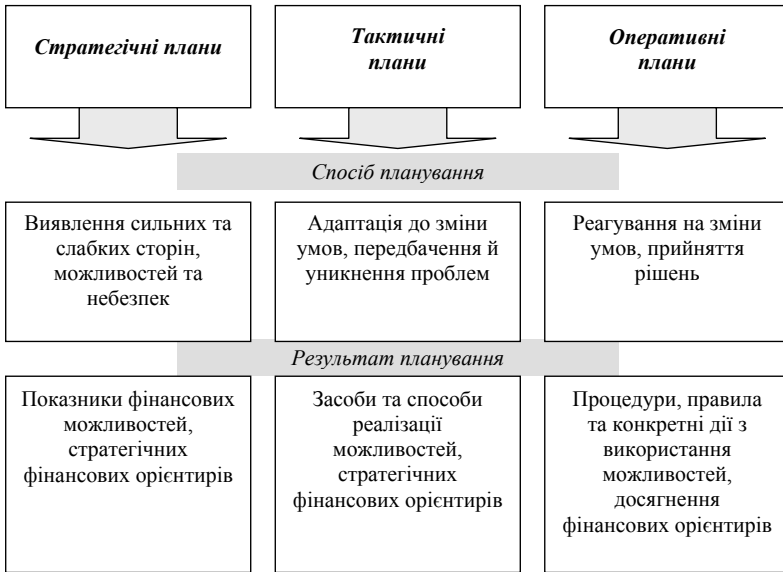 Стратегічні плани
Тактичні
плани
Оперативні
плани
Спосіб планування
Виявлення сильних та
слабких сторін,
можливостей та
небезпек
Адаптація до зміни
умов, передбачення й
уникнення проблем
Реагування на зміни
умов, прийняття
рішень
Результат планування
Показники фінансових
можливостей,
стратегічних
фінансових орієнтирів
Засоби та способи
реалізації
можливостей,
стратегічних
фінансових орієнтирів
Процедури, правила
та конкретні дії з
використання
можливостей,
досягнення
фінансових орієнтирів